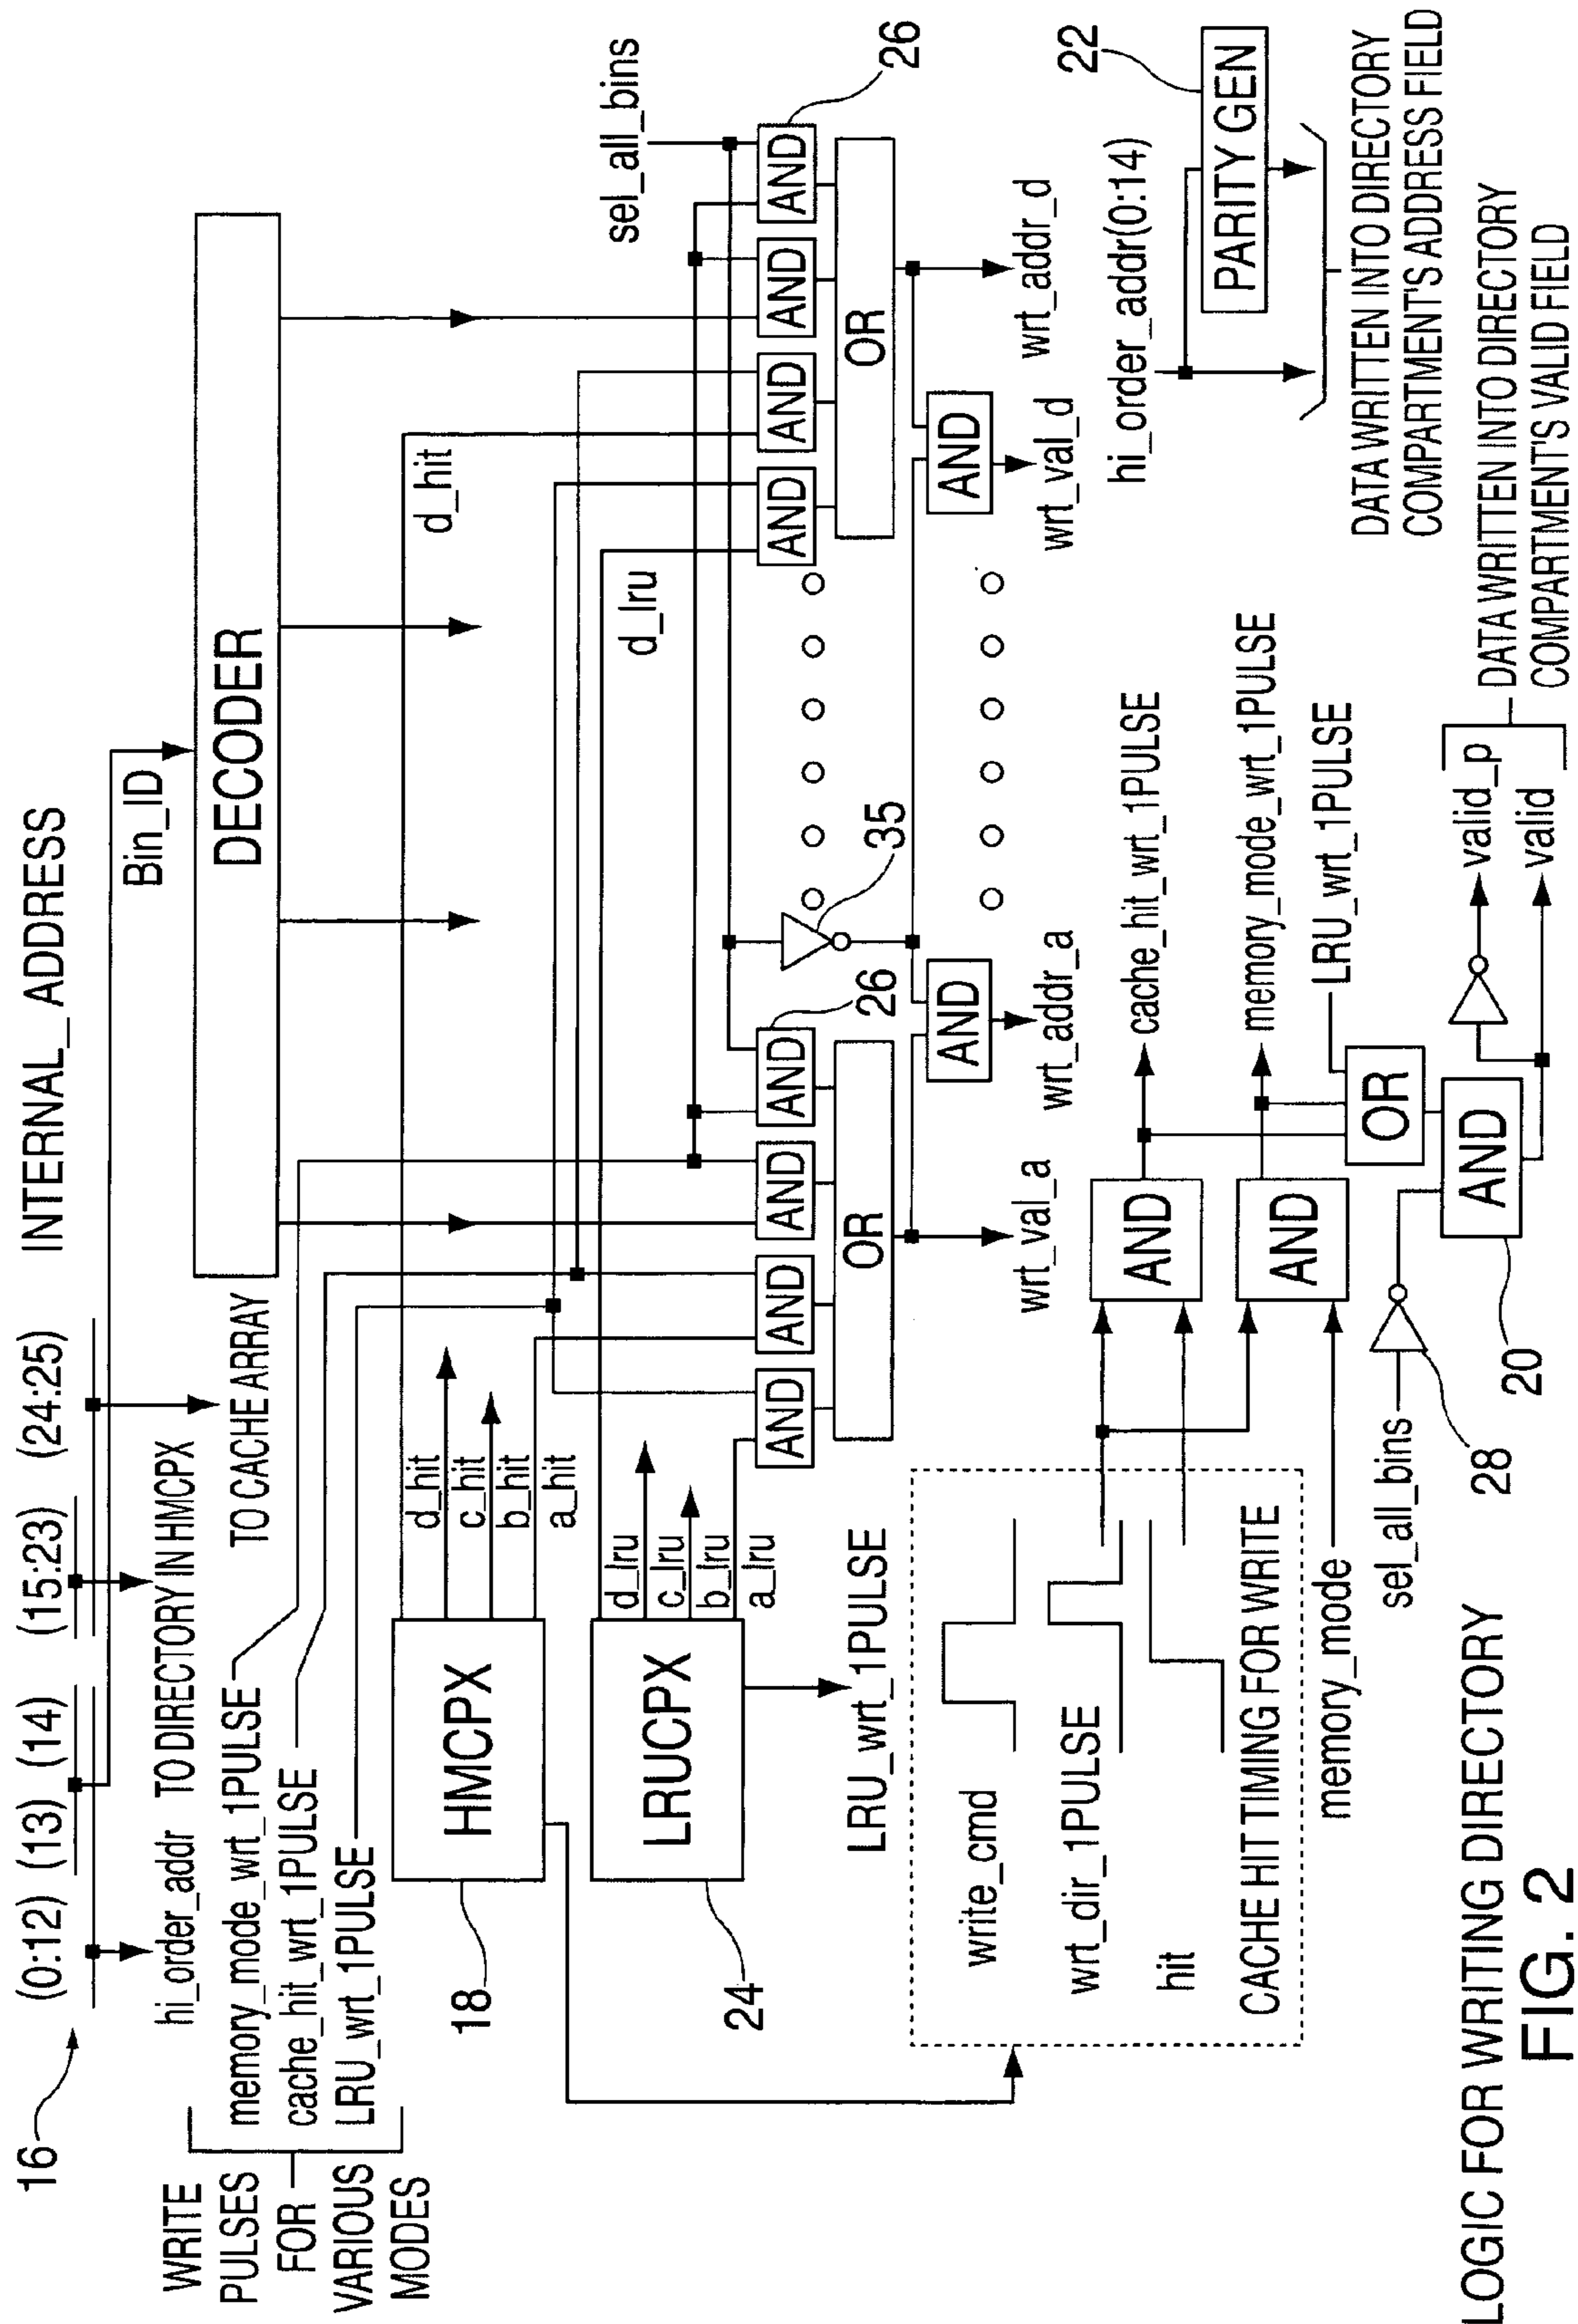 16
(0:12) (13) (14) (15:23) (24:25) INTERNAL_ADDRESS
Bin_ID
hi_order_addr TO DIRECTORY IN HMCPX
TO CACHE ARRAY
DECODER
WRITE
PULSES
FOR
VARIOUS
MODES
memory_mode_wrt_1PULSE
cache_hit_wrt_1PULSE
LRU_wrt_1PULSE
18
HMCPX
d_hit
c_hit
b_hit
a_hit
d_hit
24
LRUCPX
d_lru
c_lru
b_lru
a_lru
d_lru
LRU_wrt_1PULSE
sel_all_bins
26
AND
AND
AND
AND
26
OR
AND
wrt_val_a
wrt_addr_a
35
AND
AND
AND
AND
OR
AND
wrt_val_d
wrt_addr_d
hi_order_addr(0:14)
22
PARITY GEN
DATA WRITTEN INTO DIRECTORY
COMPARTMENT'S ADDRESS FIELD
write_cmd
wrt_dir_1PULSE
hit
CACHE HIT TIMING FOR WRITE
memory_mode
AND
AND
cache_hit_wrt_1PULSE
memory_mode_wrt_1PULSE
LRU_wrt_1PULSE
OR
sel_all_bins
28
AND
20
valid_p
valid
DATA WRITTEN INTO DIRECTORY
COMPARTMENT'S VALID FIELD
LOGIC FOR WRITING DIRECTORY
FIG. 2